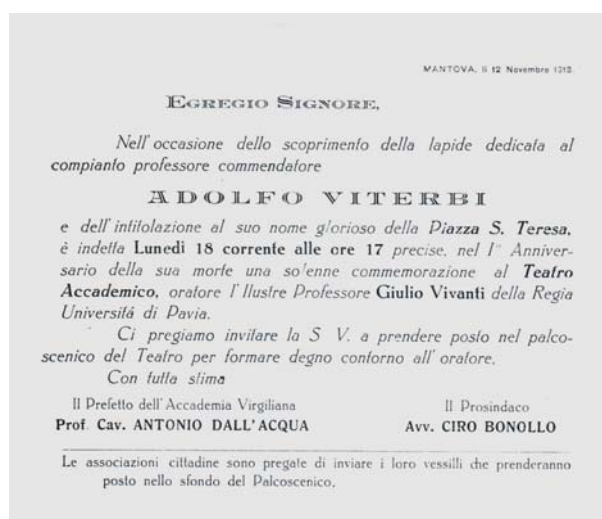 MANTOVA, li 12 Novembre 1918.
EGREGIO SIGNORE,
Nell' occasione dello scoprimento della lapide dedicata al
compianto professore commendatore
ADOLFO VITERBI
e dell' intitolazione al suo nome glorioso della Piazza S. Teresa,
è indetta Lunedì 18 corrente alle ore 17 precise, nel I° Anniver-
sario della sua morte una solenne commemorazione al Teatro
Accademico, oratore l' Ilustre Professore Giulio Vivanti della Regia
Universitá di Pavia.
Ci pregiamo invitare la S V. a prendere posto nel palco-
scenico del Teatro per formare degno contorno all' oratore.
Con tutta stima
Il Prefetto dell' Accademia Virgiliana
Prof. Cav. ANTONIO DALL' ACQUA
Il Prosindaco
Avv. CIRO BONOLLO
Le associazioni cittadine sono pregate di inviare i loro vessilli che prenderanno
posto nello sfondo del Palcoscenico.